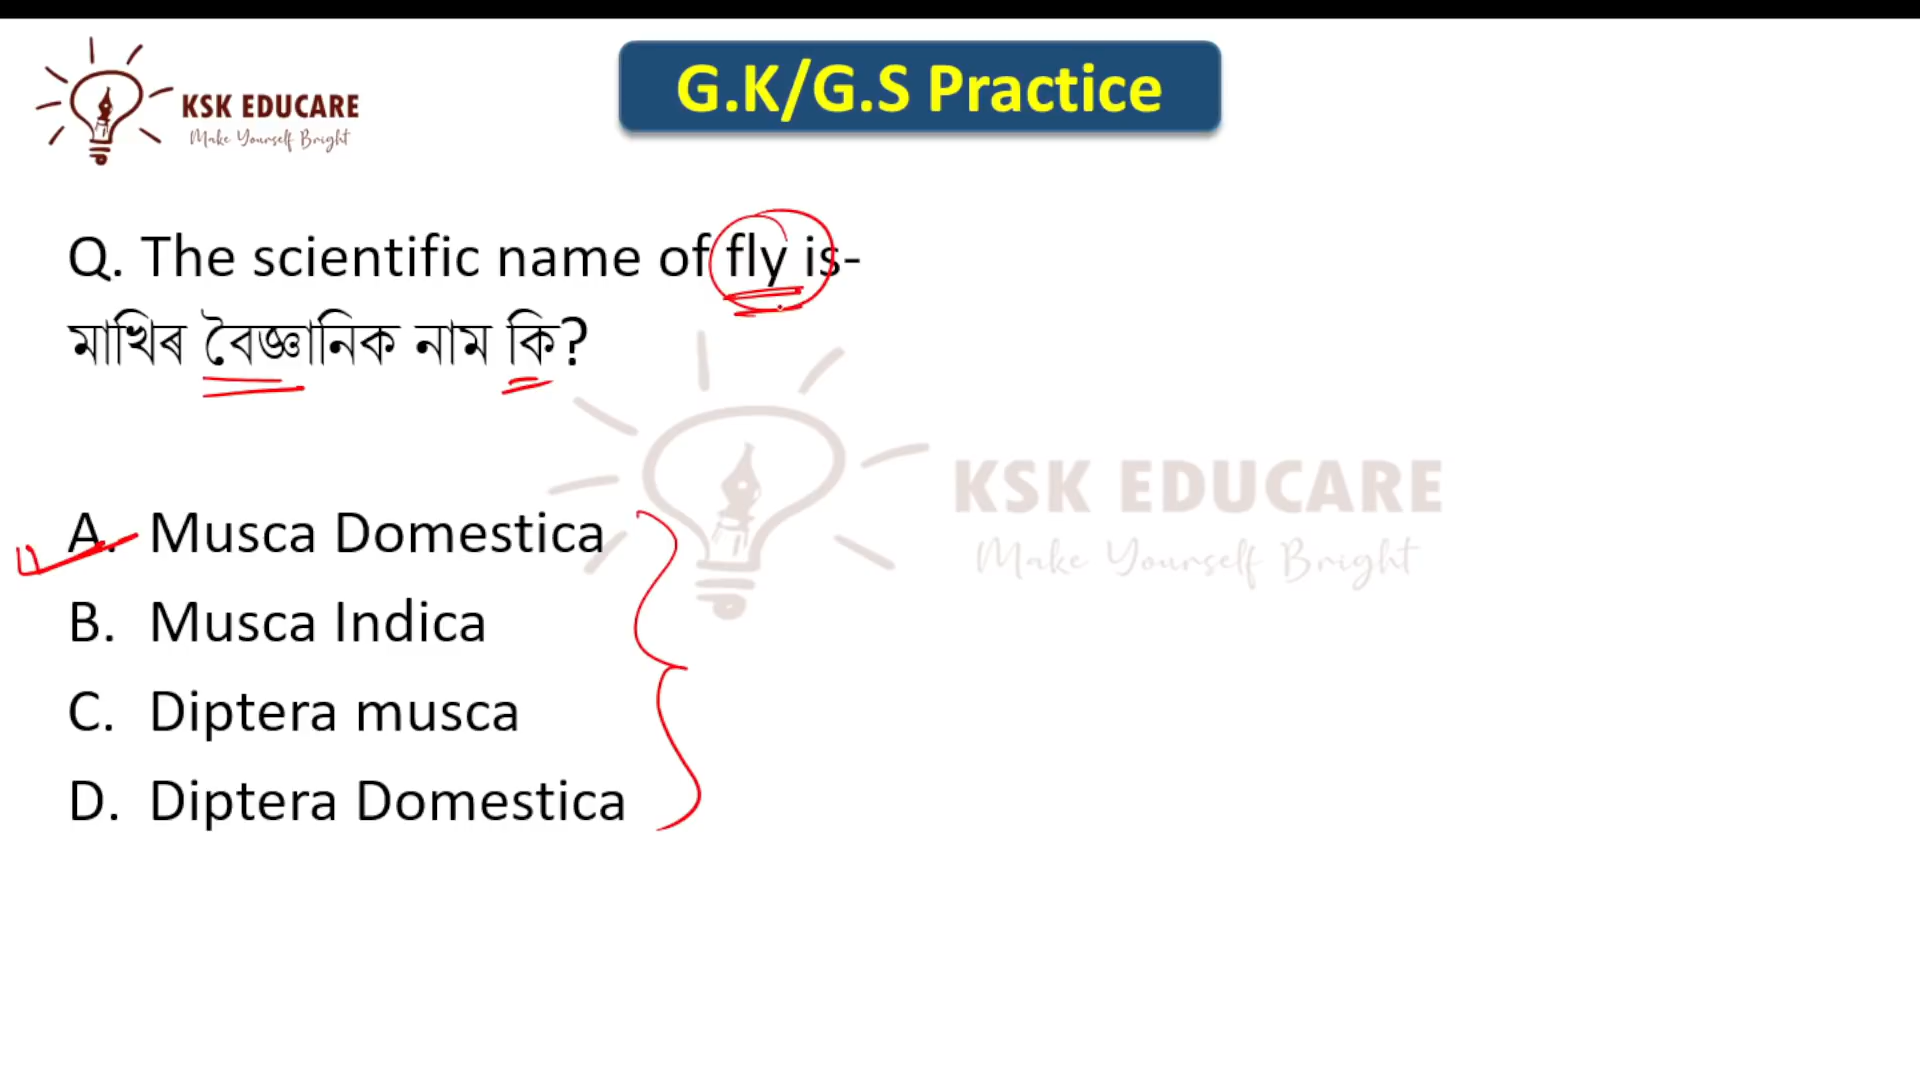 KSK EDUCARE
Make Yourself Bright
G.K/G.S Practice
Q. The scientific name of fly is-
মাখিৰ বৈজ্ঞানিক নাম কি?
KSK EDUCARE
Make Yourself Bright
A. Musca Domestica
B. Musca Indica
C. Diptera musca
D. Diptera Domestica